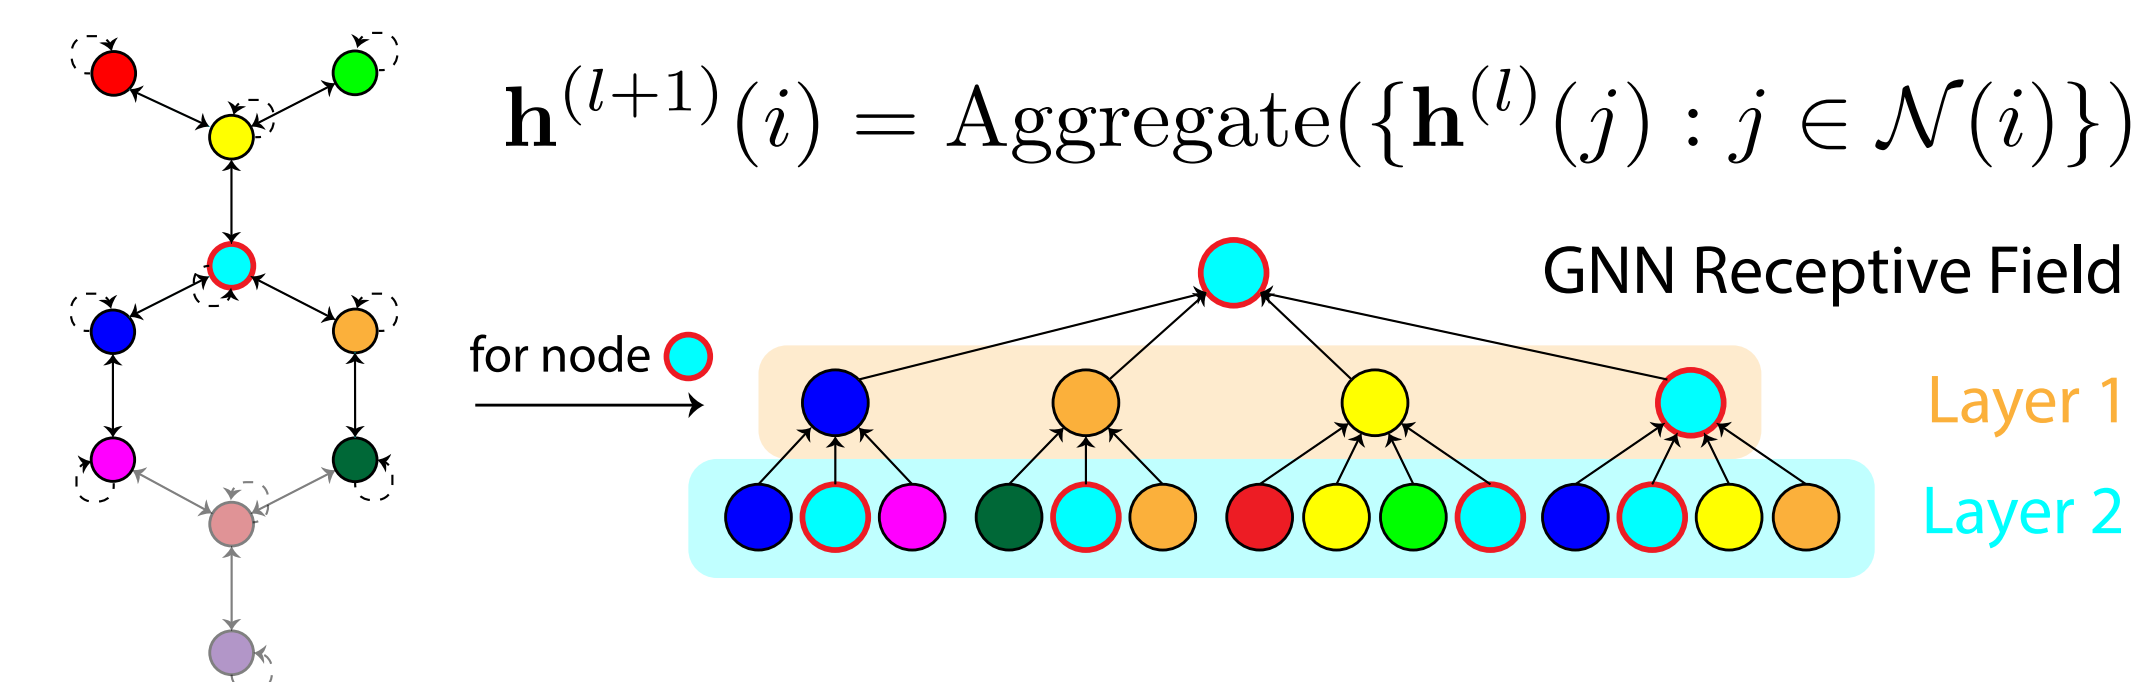 𝐡^{(l+1)}(i) = Aggregate({𝐡^{(l)}(j) : j ∈ 𝒩(i)})
GNN Receptive Field
for node
Layer 1
Layer 2